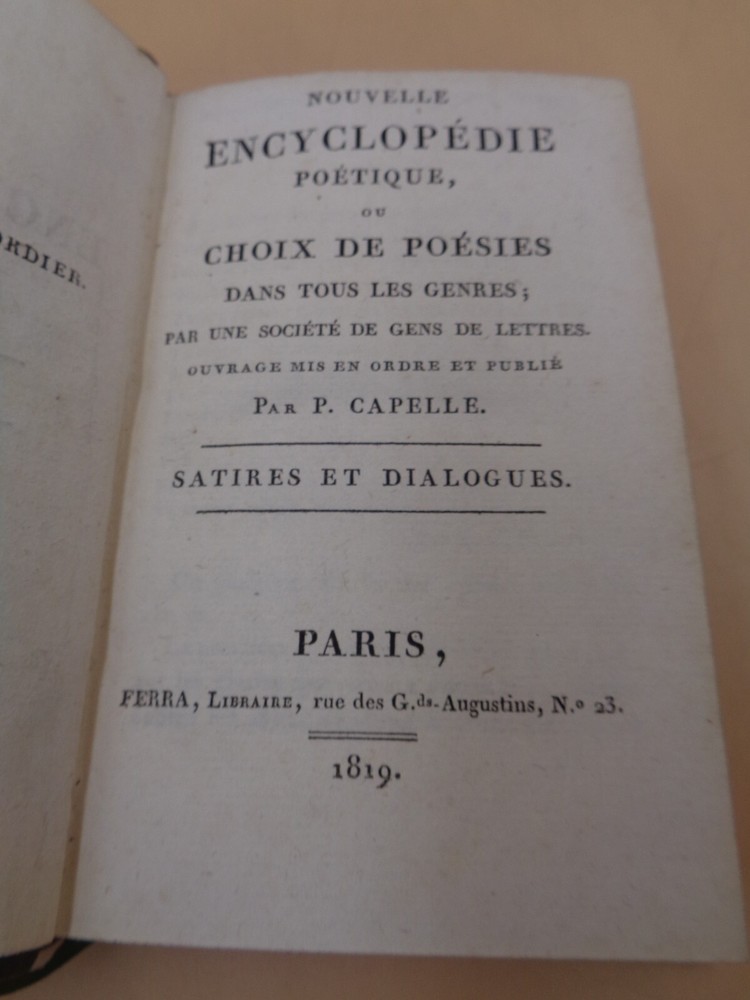 NOUVELLE
ENCYCLOPÉDIE
POÉTIQUE,
OU
CHOIX DE POÉSIES
DANS TOUS LES GENRES;
PAR UNE SOCIÉTÉ DE GENS DE LETTRES.
OUVRAGE MIS EN ORDRE ET PUBLIÉ
PAR P. CAPELLE.
SATIRES ET DIALOGUES.
PARIS,
FERRA, LIBRAIRE, rue des G.ds-Augustins, N.o 23.
1819.